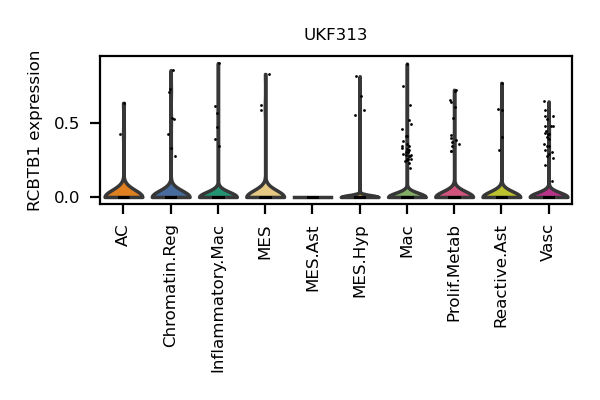 UKF313
RCBTB1 expression
0.5
0.0
AC
Chromatin.Reg
Inflammatory.Mac
MES
MES.Ast
MES.Hyp
Mac
Prolif.Metab
Reactive.Ast
Vasc